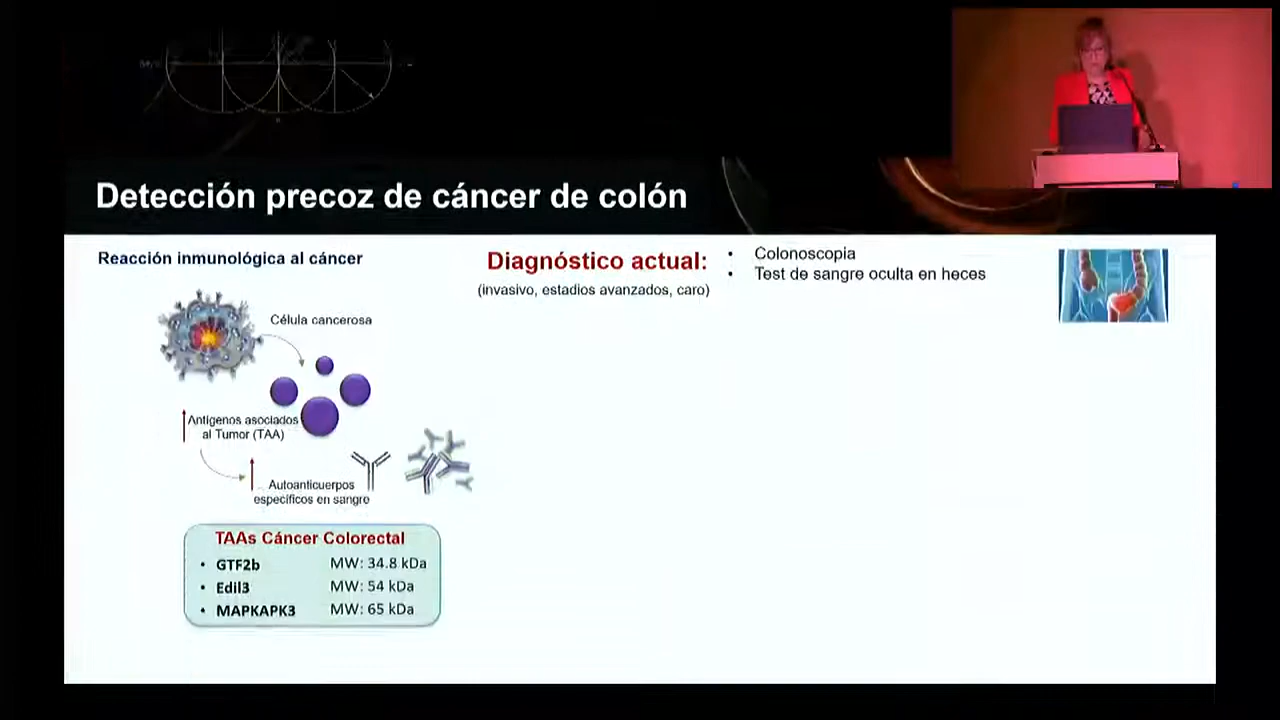 Detección precoz de cáncer de colón
Reacción inmunológica al cáncer
Diagnóstico actual:
(invasivo, estadios avanzados, caro)
• Colonoscopia
• Test de sangre oculta en heces
Célula cancerosa
Antígenos asociados
al Tumor (TAA)
Autoanticuerpos
específicos en sangre
TAAs Cáncer Colorectal
• GTF2b MW: 34.8 kDa
• Edil3 MW: 54 kDa
• MAPKAPK3 MW: 65 kDa